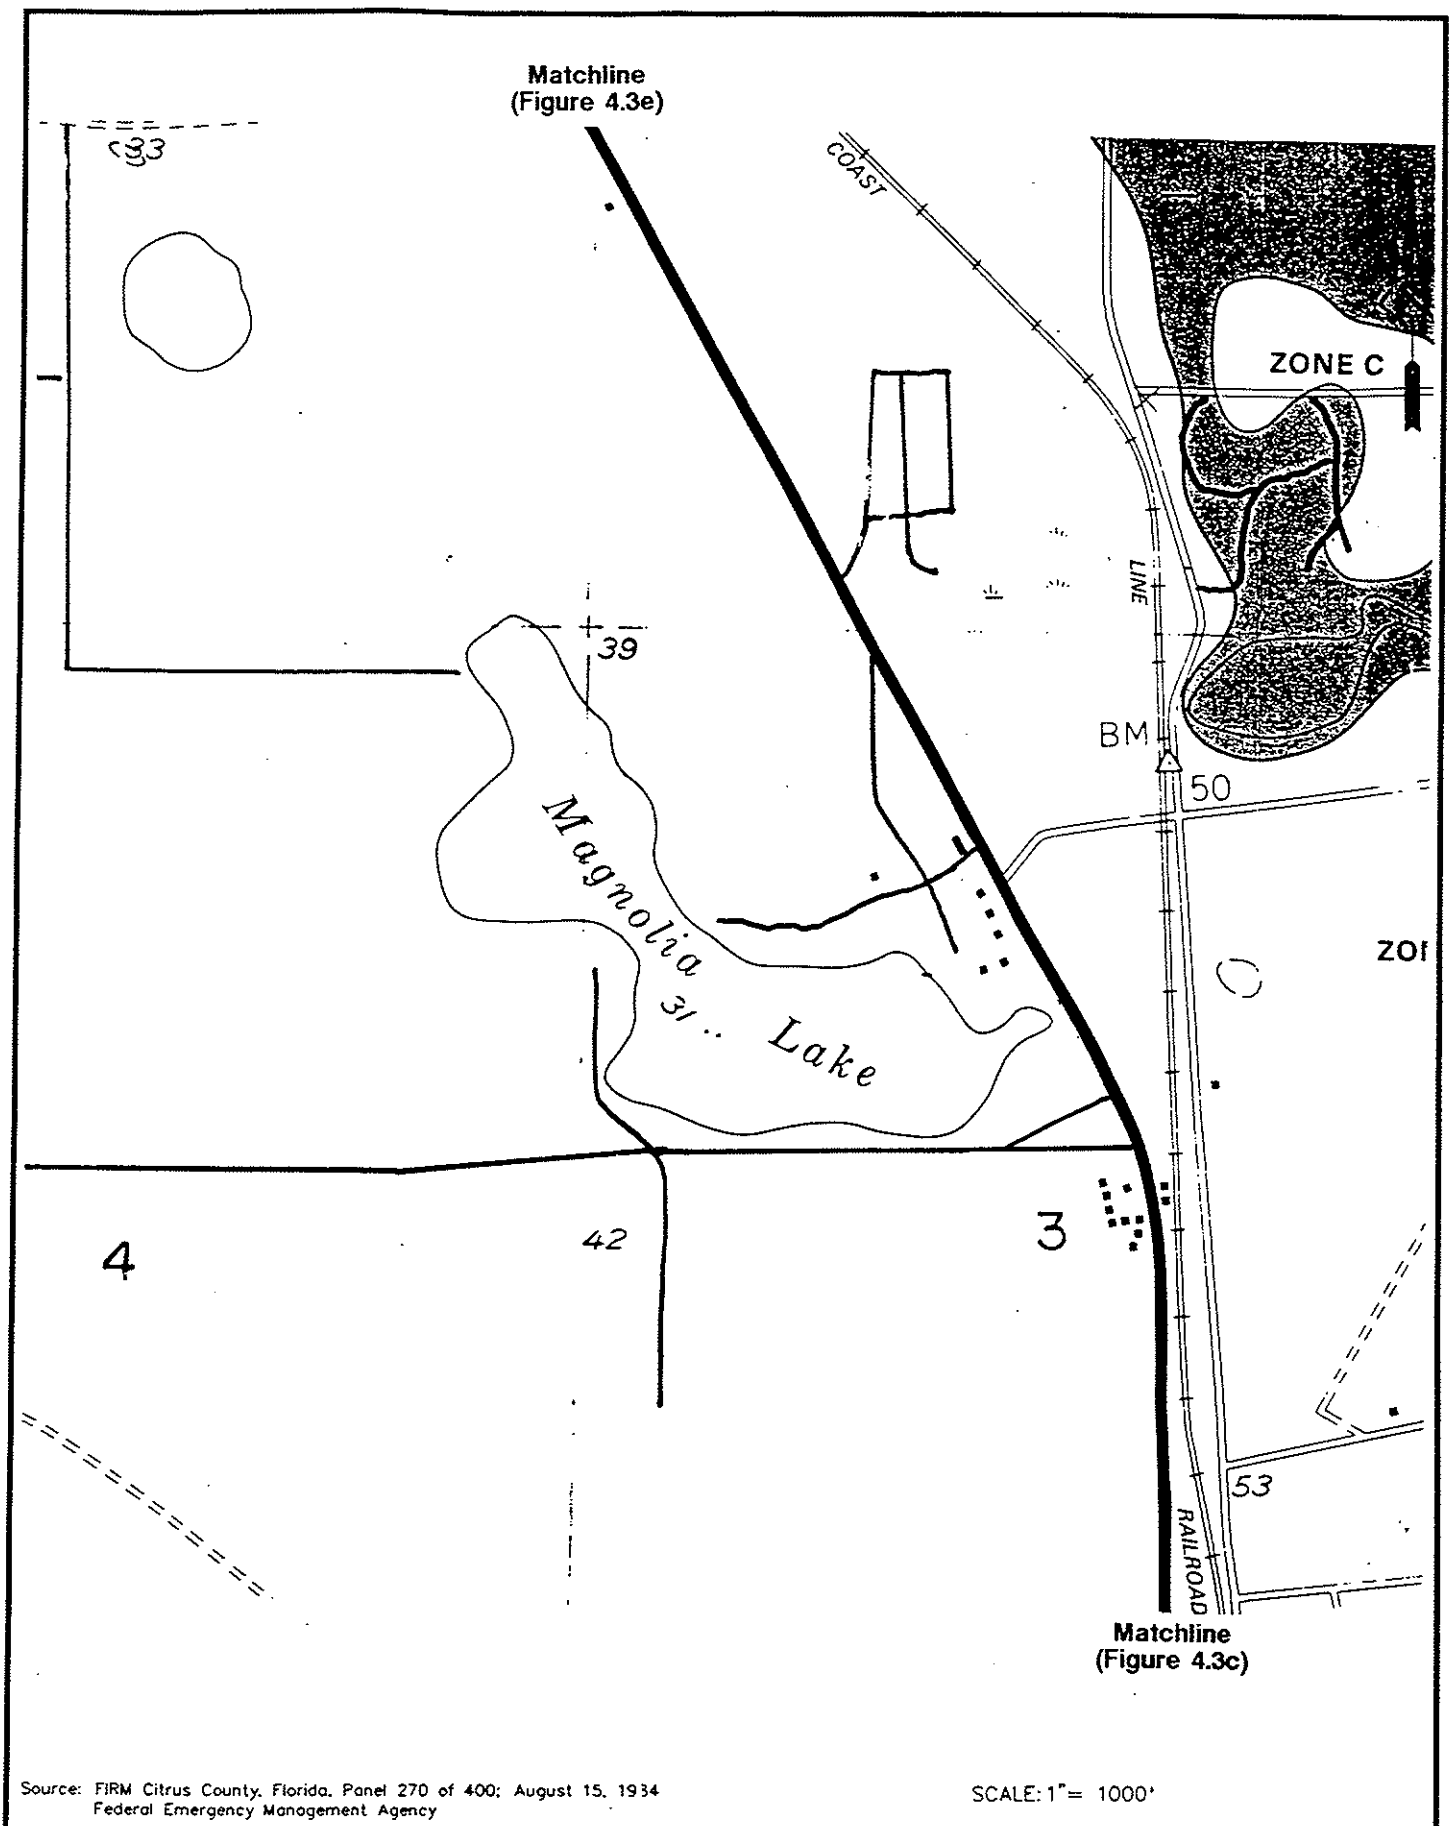 Matchline
(Figure 4.3e)
33
COAST
ZONE C
LINE
39
BM
50
Magnolia
31
Lake
ZO
3
4
42
53
RAILROAD
Matchline
(Figure 4.3c)
Source: FIRM Citrus County, Florida, Panel 270 of 400; August 15, 1984
Federal Emergency Management Agency
SCALE: 1"= 1000'